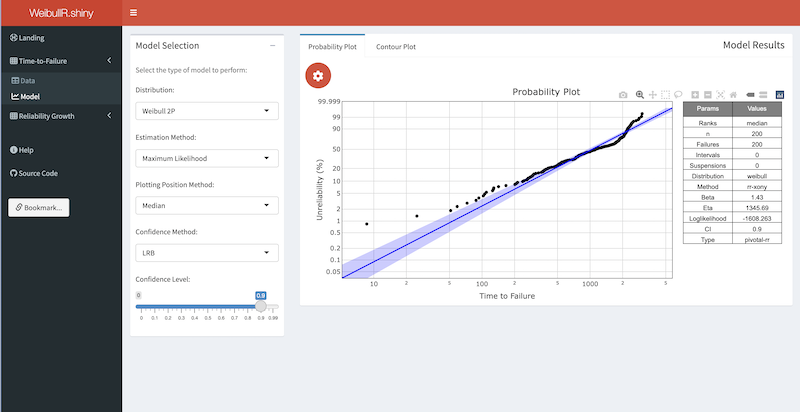 WeibullR.shiny
Landing
Time-to-Failure
Data
Model
Reliability Growth
Help
Source Code
Bookmark...
Model Selection
Select the type of model to perform:
Distribution:
Weibull 2P
Estimation Method:
Maximum Likelihood
Plotting Position Method:
Median
Confidence Method:
LRB
Confidence Level:
0 0.9
0 0.1 0.2 0.3 0.4 0.5 0.6 0.7 0.8 0.9 0.99
Probability Plot Contour Plot Model Results
Probability Plot
Unreliability (%)
99.999
99
90
50
20
10
5
2
1
0.5
0.2
0.1
0.05
10 2 5 100 2 5 1000 2 5
Time to Failure
Params Values
Ranks median
n 200
Failures 200
Intervals 0
Suspensions 0
Distribution weibull
Method rr-xony
Beta 1.43
Eta 1345.69
Loglikelihood -1608.263
CI 0.9
Type pivotal-rr